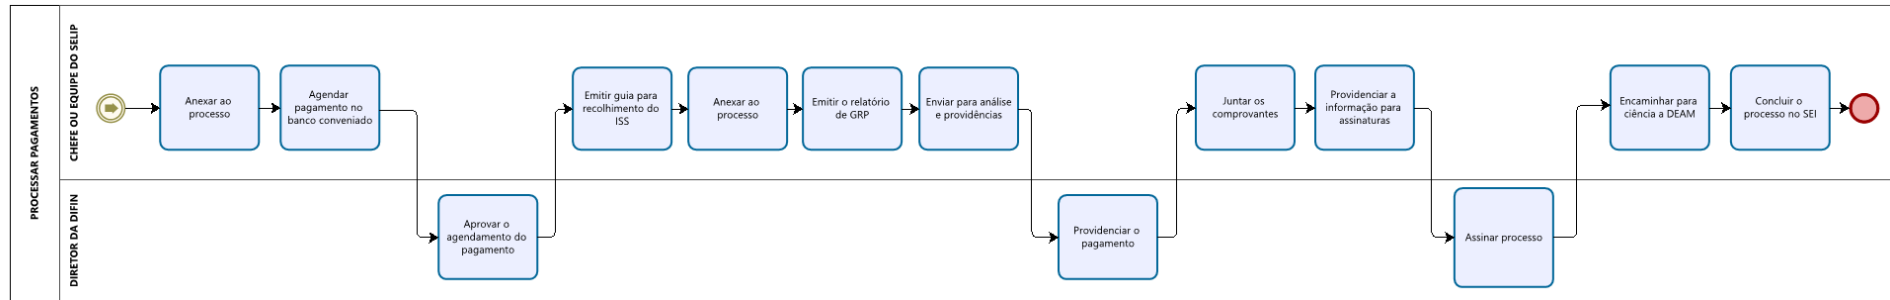 PROCESSAR PAGAMENTOS
CHEFE OU EQUIPE DO SELIP
Anexar ao
processo
Agendar
pagamento no
banco conveniado
Emitir guia para
recolhimento do
ISS
Anexar ao
processo
Emitir o relatório
de GRP
Enviar para análise
e providências
Juntar os
comprovantes
Providenciar a
informação para
assinaturas
Encaminhar para
ciência a DEAM
Concluir o
processo no SEI
DIRETOR DA DIFIN
Aprovar o
agendamento do
pagamento
Providenciar o
pagamento
Assinar processo